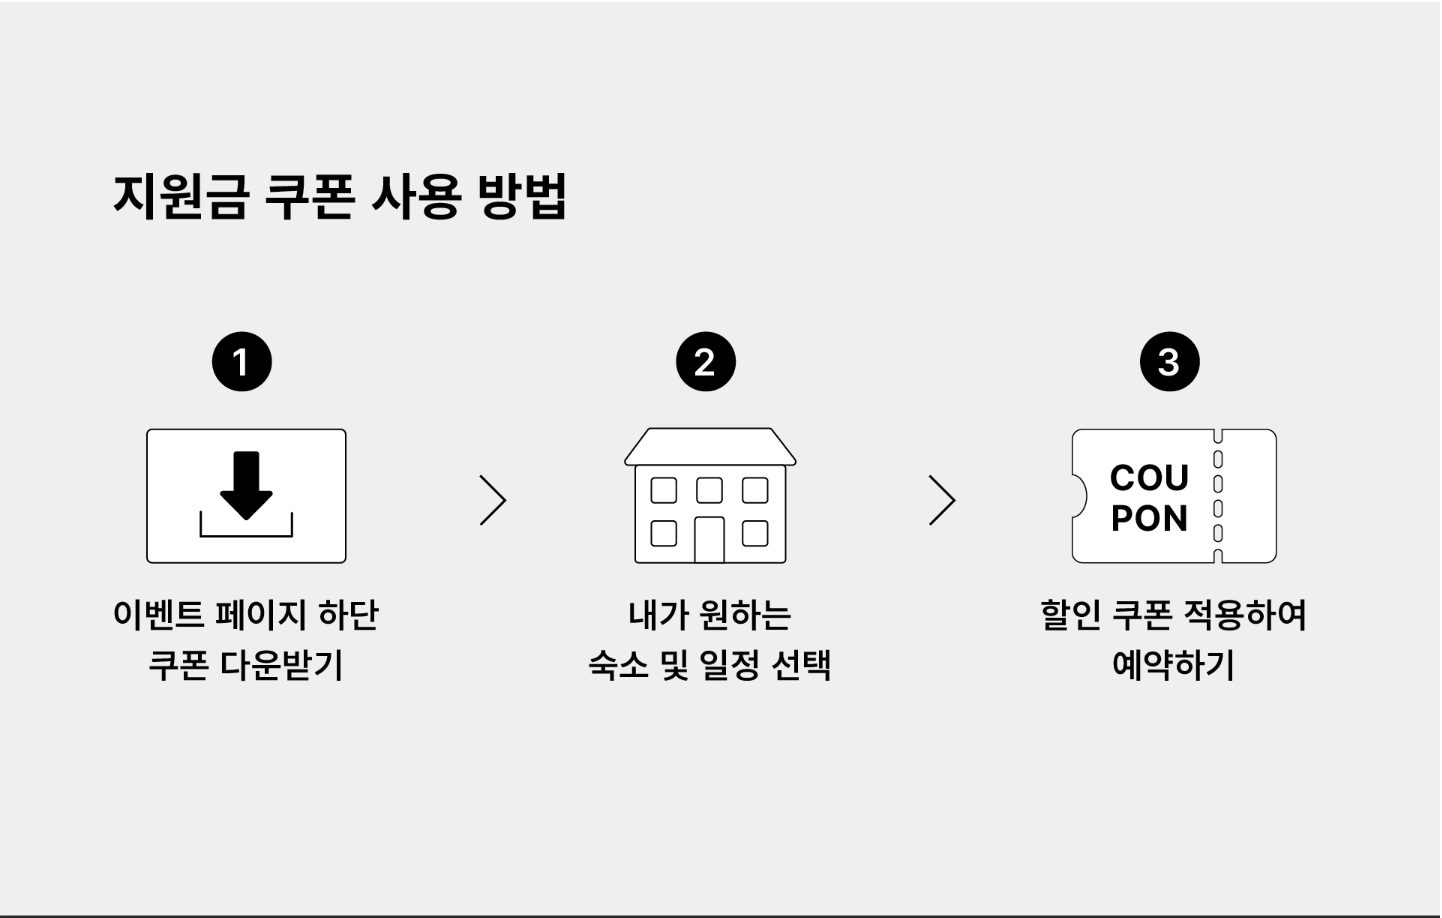 지원금 쿠폰 사용 방법
1
2
3
COU
PON
이벤트 페이지 하단
쿠폰 다운받기
내가 원하는
숙소 및 일정 선택
할인 쿠폰 적용하여
예약하기